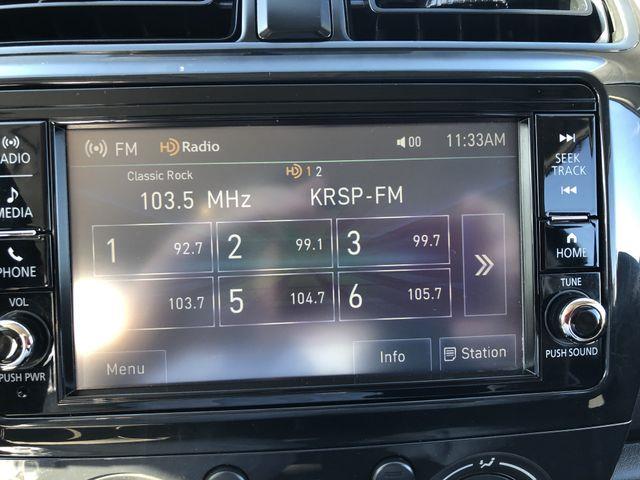 FM HD Radio 00 11:33AM
Classic Rock HD 1 2
103.5 MHz KRSP-FM
1 92.7 2 99.1 3 99.7
103.7 5 104.7 6 105.7
Menu Info Station
RADIO
MEDIA
PHONE
VOL
PUSH PWR
SEEK
TRACK
HOME
TUNE
PUSH SOUND